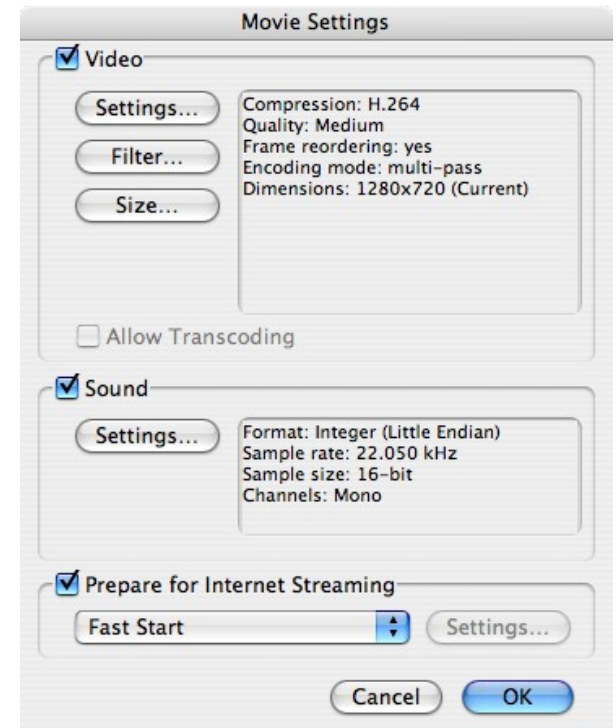 Movie Settings
Video
Settings...
Filter...
Size...
Compression: H.264
Quality: Medium
Frame reordering: yes
Encoding mode: multi-pass
Dimensions: 1280x720 (Current)
Allow Transcoding
Sound
Settings...
Format: Integer (Little Endian)
Sample rate: 22.050 kHz
Sample size: 16-bit
Channels: Mono
Prepare for Internet Streaming
Fast Start
Settings...
Cancel
OK